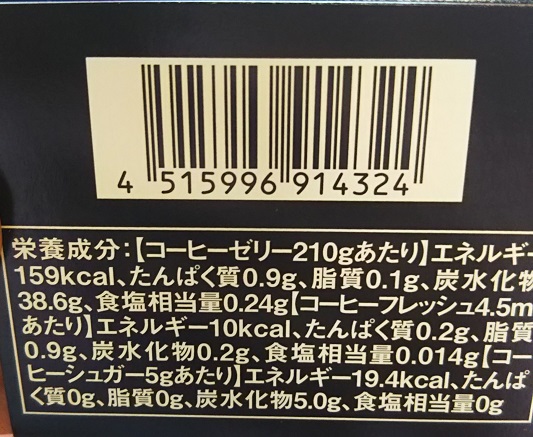 4 515996 914324
栄養成分:【コーヒーゼリー210gあたり】エネルギー
159kcal、たんぱく質0.9g、脂質0.1g、炭水化物
38.6g、食塩相当量0.24g【コーヒーフレッシュ4.5m
あたり】エネルギー10kcal、たんぱく質0.2g、脂質
0.9g、炭水化物0.2g、食塩相当量0.014g【コー
ヒーシュガー5gあたり】エネルギー19.4kcal、たんぱ
く質0g、脂質0g、炭水化物5.0g、食塩相当量0g